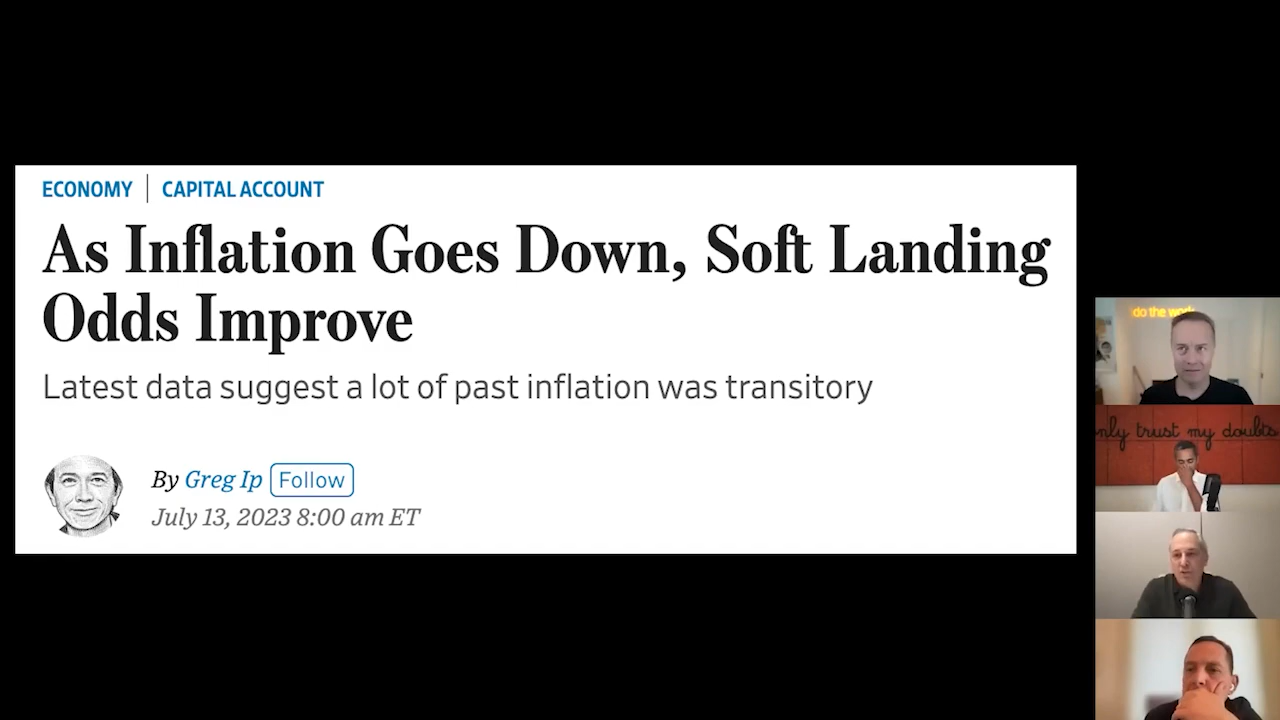 ECONOMY | CAPITAL ACCOUNT
As Inflation Goes Down, Soft Landing
Odds Improve
Latest data suggest a lot of past inflation was transitory
By Greg Ip Follow
July 13, 2023 8:00 am ET
do the work
only trust my doubts